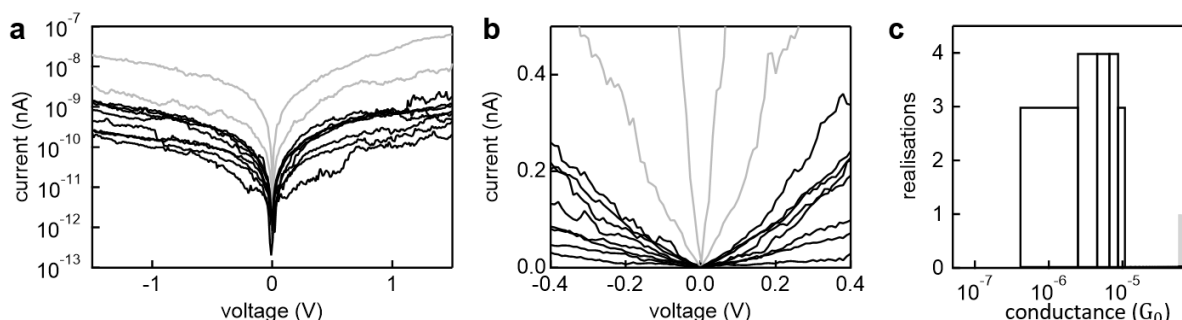 a
10⁻⁷
10⁻⁸
10⁻⁹
10⁻¹⁰
10⁻¹¹
10⁻¹²
10⁻¹³
current (nA)
-1 0 1
voltage (V)
b
0.4
0.2
0.0
current (nA)
-0.4 -0.2 0.0 0.2 0.4
voltage (V)
c
4
3
2
1
0
realisations
10⁻⁷ 10⁻⁶ 10⁻⁵
conductance (G₀)